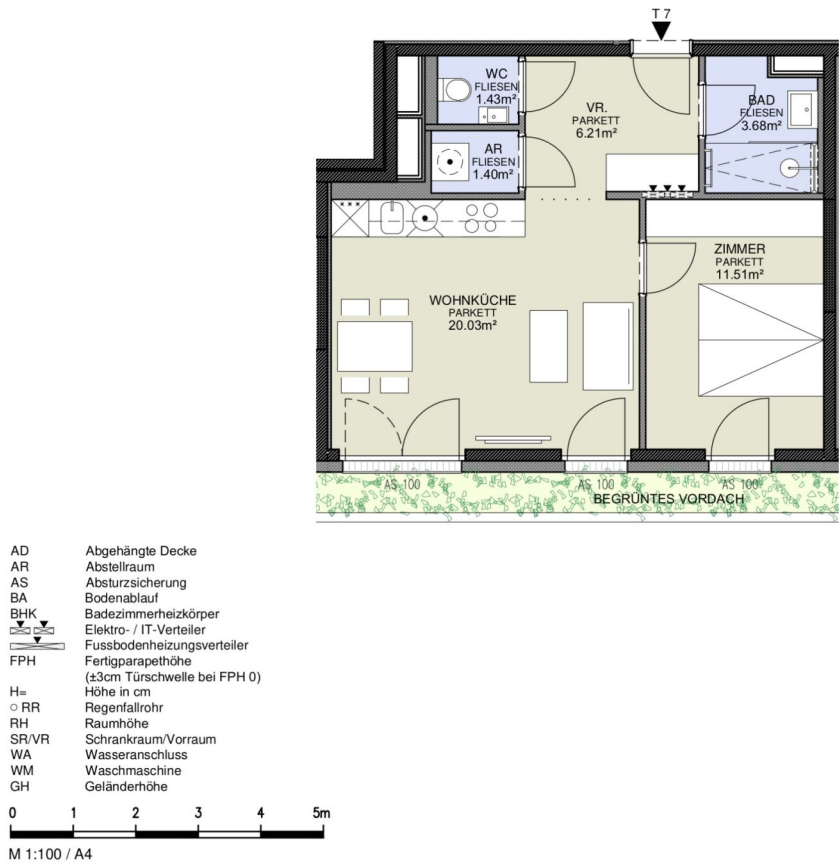 T 7
WC
FLIESEN
1.43m²
VR.
PARKETT
6.21m²
BAD
FLIESEN
3.68m²
AR
FLIESEN
1.40m²
ZIMMER
PARKETT
11.51m²
WOHNKÜCHE
PARKETT
20.03m²
AS 100
AS 100
AS 100
BEGRÜNTES VORDACH
AD Abgehängte Decke
AR Abstellraum
AS Absturzsicherung
BA Bodenablauf
BHK Badezimmerheizkörper
Elektro- / IT-Verteiler
Fussbodenheizungsverteiler
FPH Fertigparapethöhe
(±3cm Türschwelle bei FPH 0)
H= Höhe in cm
○ RR Regenfallrohr
RH Raumhöhe
SR/VR Schrankraum/Vorraum
WA Wasseranschluss
WM Waschmaschine
GH Geländerhöhe
0 1 2 3 4 5m
M 1:100 / A4